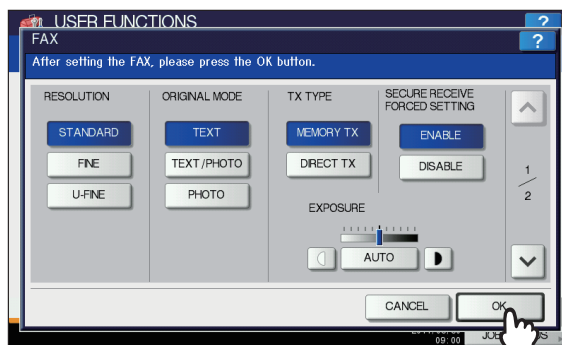 USER FUNCTIONS
?
FAX
?
After setting the FAX, please press the OK button.
RESOLUTION
ORIGINAL MODE
TX TYPE
SECURE RECEIVE
FORCED SETTING
STANDARD
TEXT
MEMORY TX
ENABLE
FINE
TEXT/PHOTO
DIRECT TX
DISABLE
U-FINE
PHOTO
1
2
EXPOSURE
AUTO
CANCEL
OK
09:00